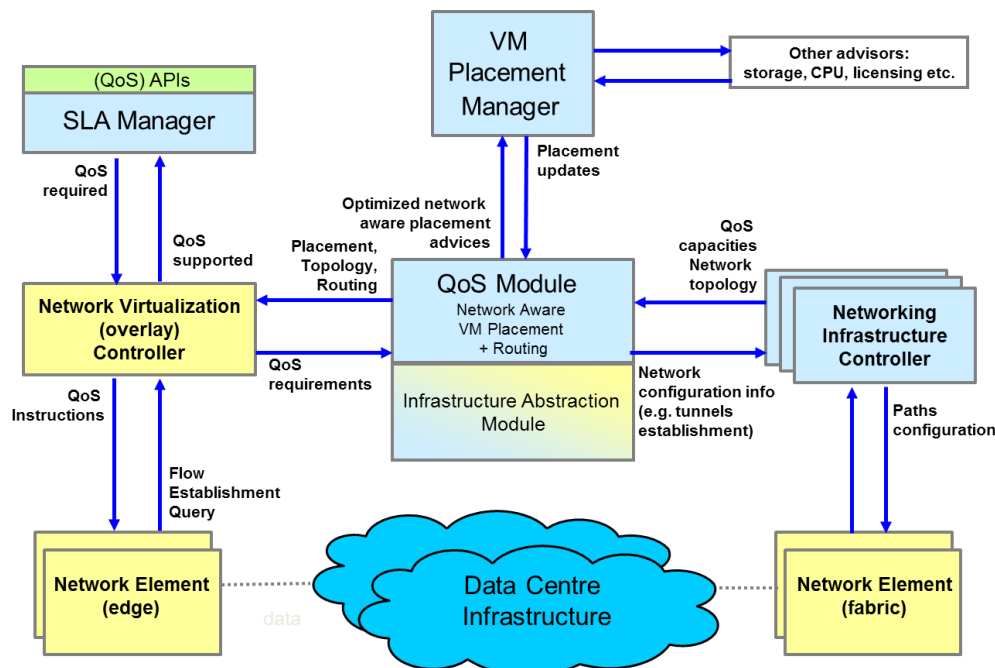 VM
Placement
Manager
Other advisors:
storage, CPU, licensing etc.
(QoS) APIs
SLA Manager
QoS
required
QoS
supported
Placement
updates
Optimized network
aware placement
advices
Placement,
Topology,
Routing
QoS
capacities
Network
topology
Network Virtualization
(overlay)
Controller
QoS Module
Network Aware
VM Placement
+ Routing
Networking
Infrastructure
Controller
QoS
requirements
Infrastructure Abstraction
Module
Network
configuration info
(e.g. tunnels
establishment)
QoS
Instructions
Paths
configuration
Flow
Establishment
Query
Network Element
(edge)
data
Data Centre
Infrastructure
Network Element
(fabric)